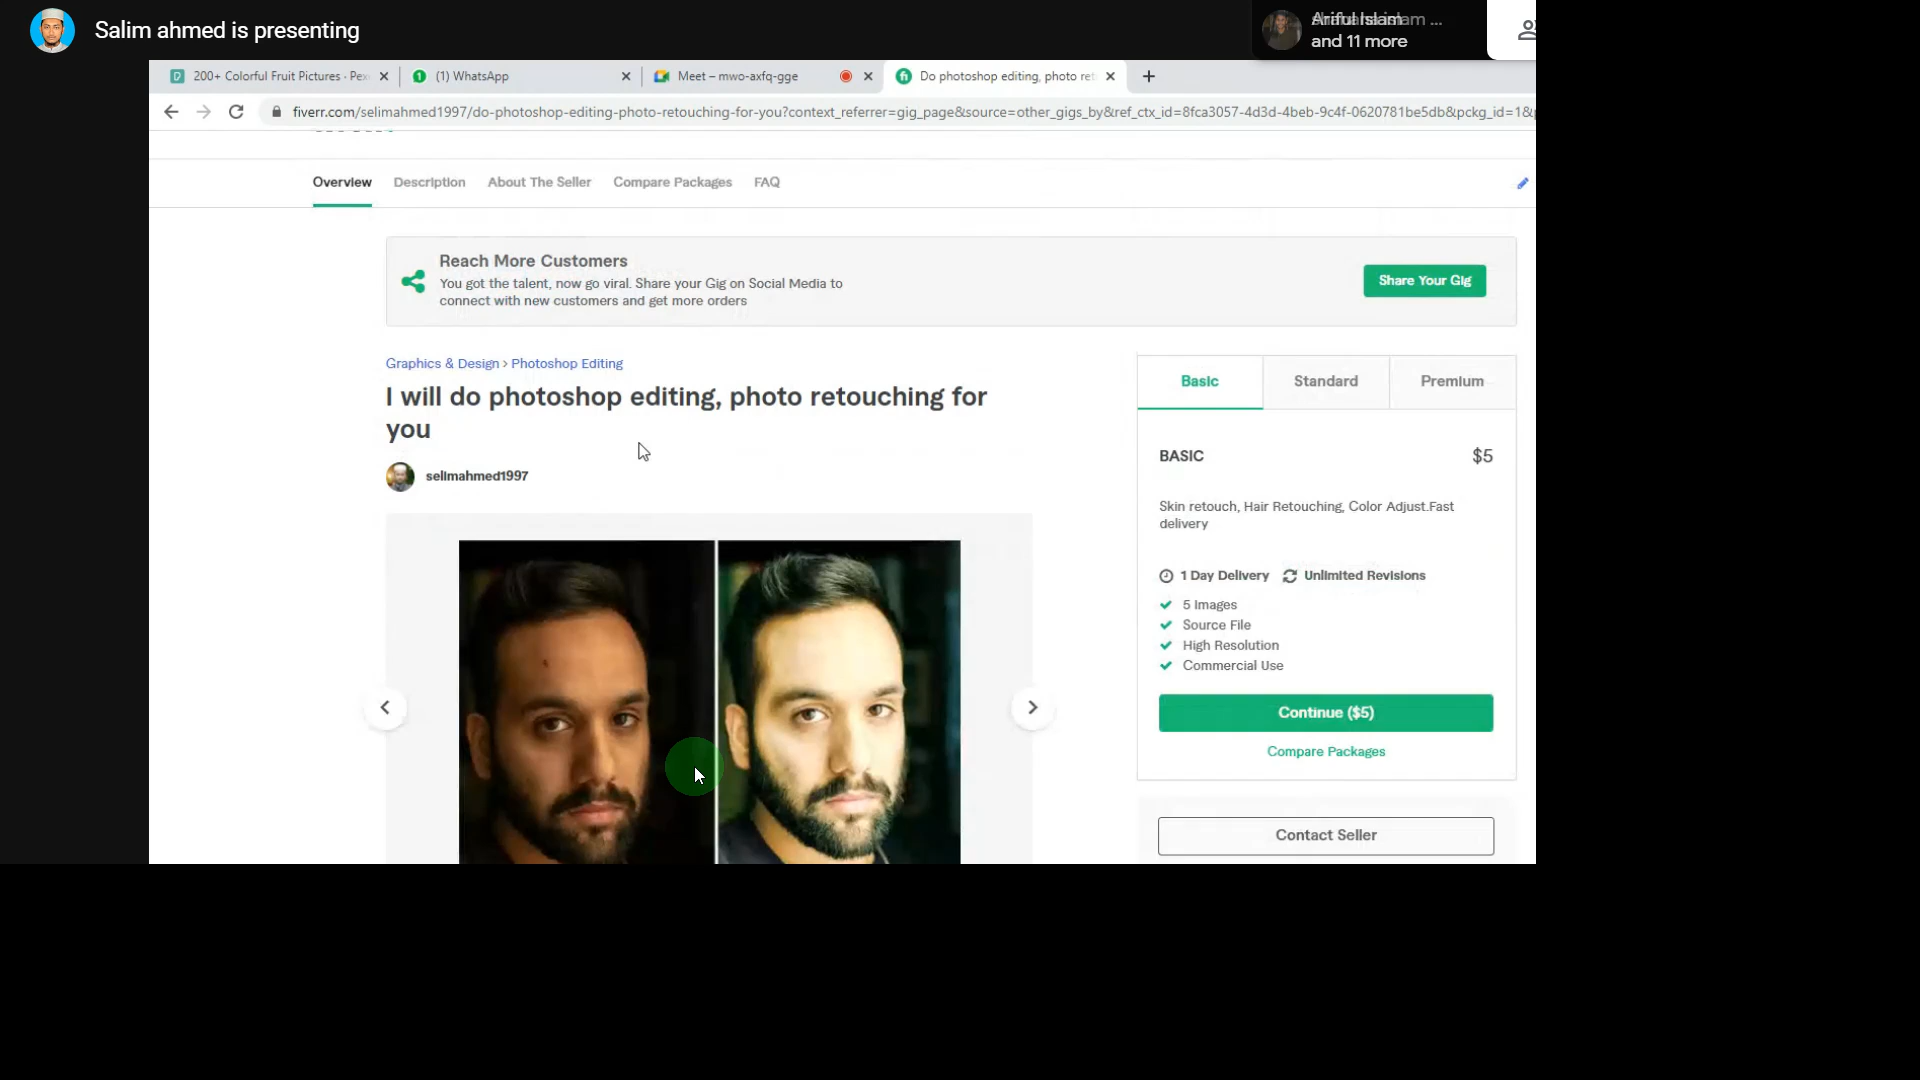 Salim ahmed is presenting
Ariful Islam
and 11 more
200+ Colorful Fruit Pictures · Pex
(1) WhatsApp
Meet – mwo-axfq-gge
Do photoshop editing, photo ret
fiverr.com/selimahmed1997/do-photoshop-editing-photo-retouching-for-you?context_referrer=gig_page&source=other_gigs_by&ref_ctx_id=8fca3057-4d3d-4beb-9c4f-0620781be5db&pckg_id=1&
Overview
Description
About The Seller
Compare Packages
FAQ
Reach More Customers
You got the talent, now go viral. Share your Gig on Social Media to
connect with new customers and get more orders
Share Your Gig
Graphics & Design › Photoshop Editing
I will do photoshop editing, photo retouching for
you
selimahmed1997
Basic
Standard
Premium
BASIC
$5
Skin retouch, Hair Retouching, Color Adjust.Fast
delivery
1 Day Delivery
Unlimited Revisions
5 Images
Source File
High Resolution
Commercial Use
Continue ($5)
Compare Packages
Contact Seller